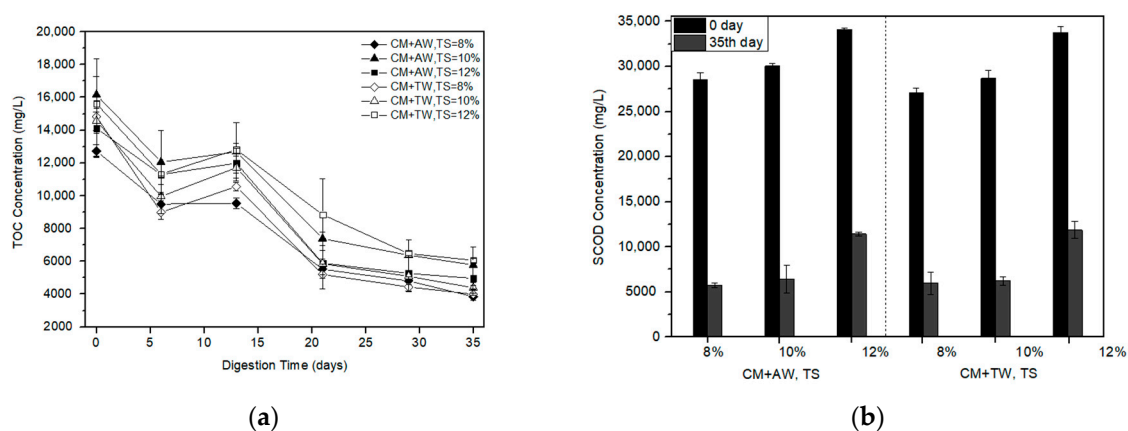 20,000
18,000
16,000
14,000
12,000
10,000
8000
6000
4000
2000
TOC Concentration (mg/L)
CM+AW,TS=8%
CM+AW,TS=10%
CM+AW,TS=12%
CM+TW,TS=8%
CM+TW,TS=10%
CM+TW,TS=12%
0 5 10 15 20 25 30 35
Digestion Time (days)
(a)
35,000
30,000
25,000
20,000
15,000
10,000
5000
0
SCOD Concentration (mg/L)
0 day
35th day
8% 10% 12% 8% 10% 12%
CM+AW, TS CM+TW, TS
(b)